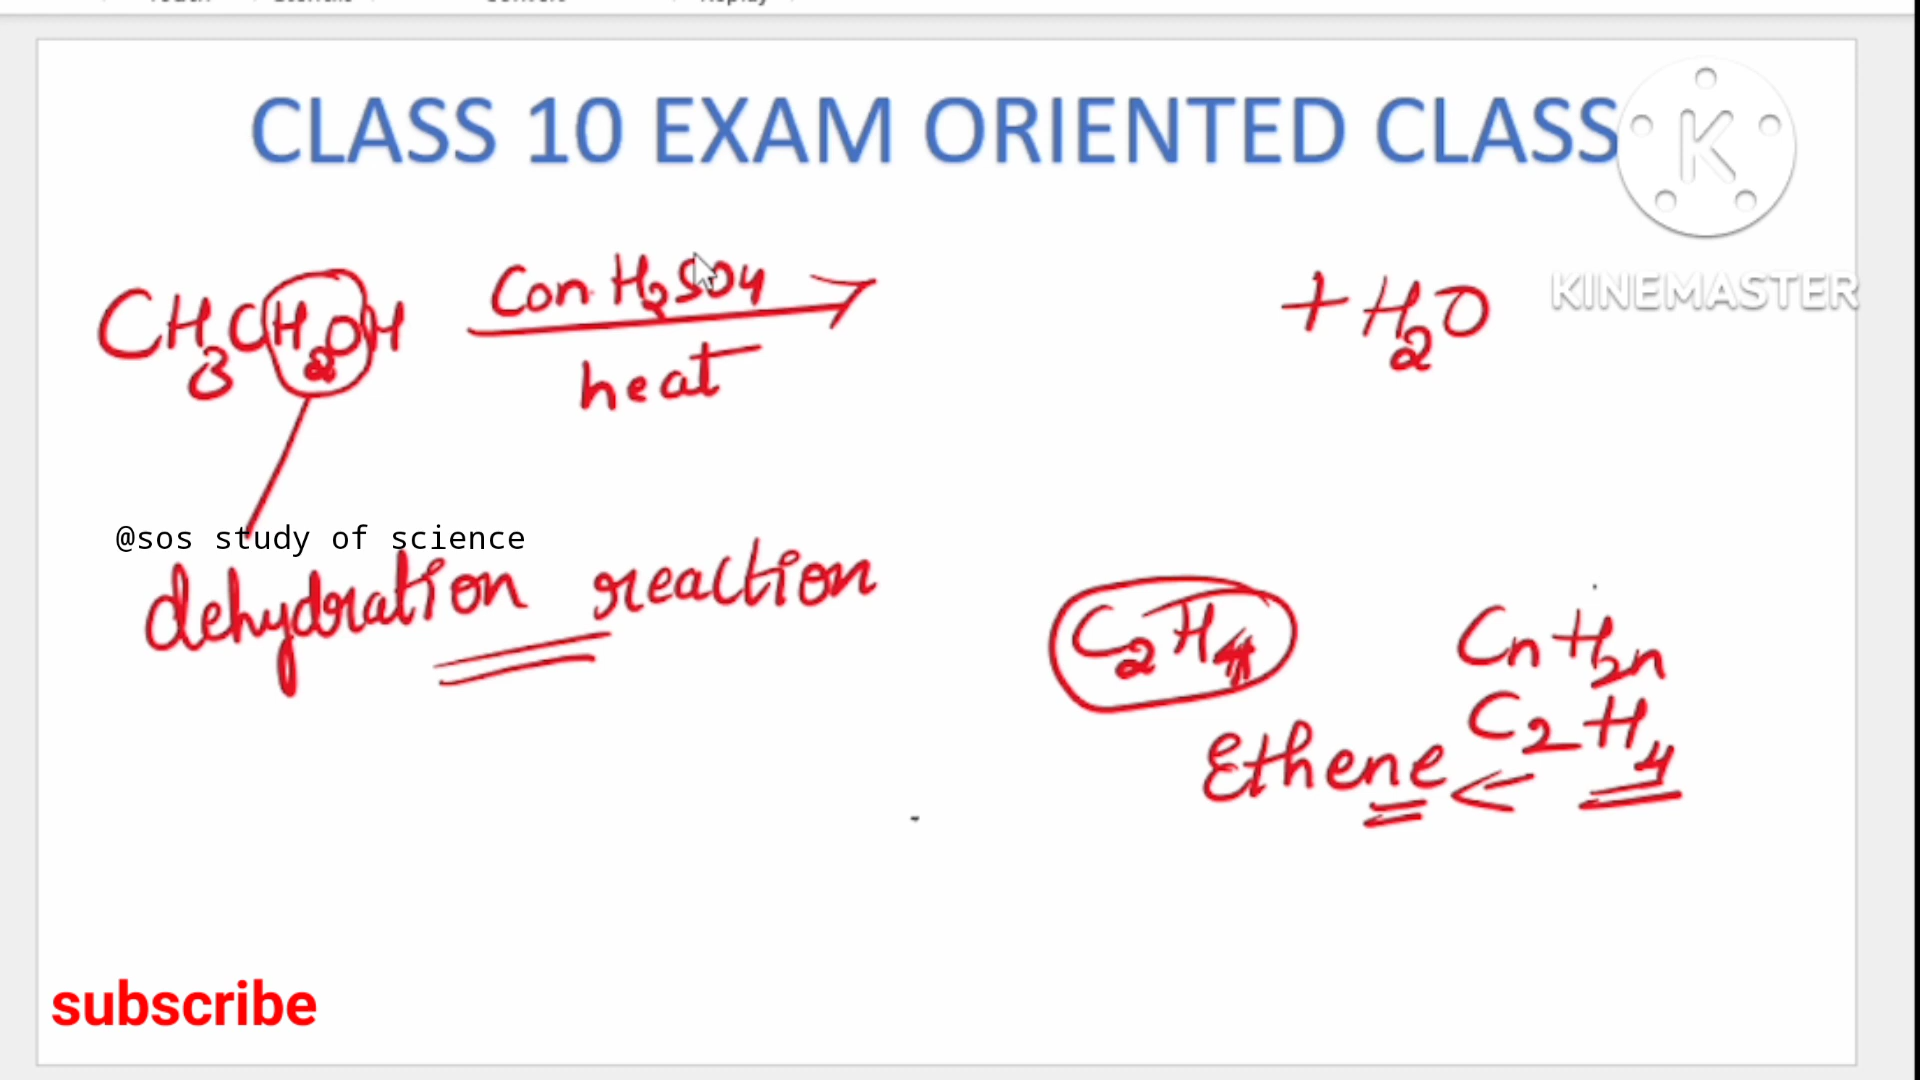 CLASS 10 EXAM ORIENTED CLASS
K
KINEMASTER
CH3CH2OH Con H2SO4 + H2O
heat
@sos study of science
dehydration reaction
C2H4 CnH2n
C2H4
Ethene
subscribe